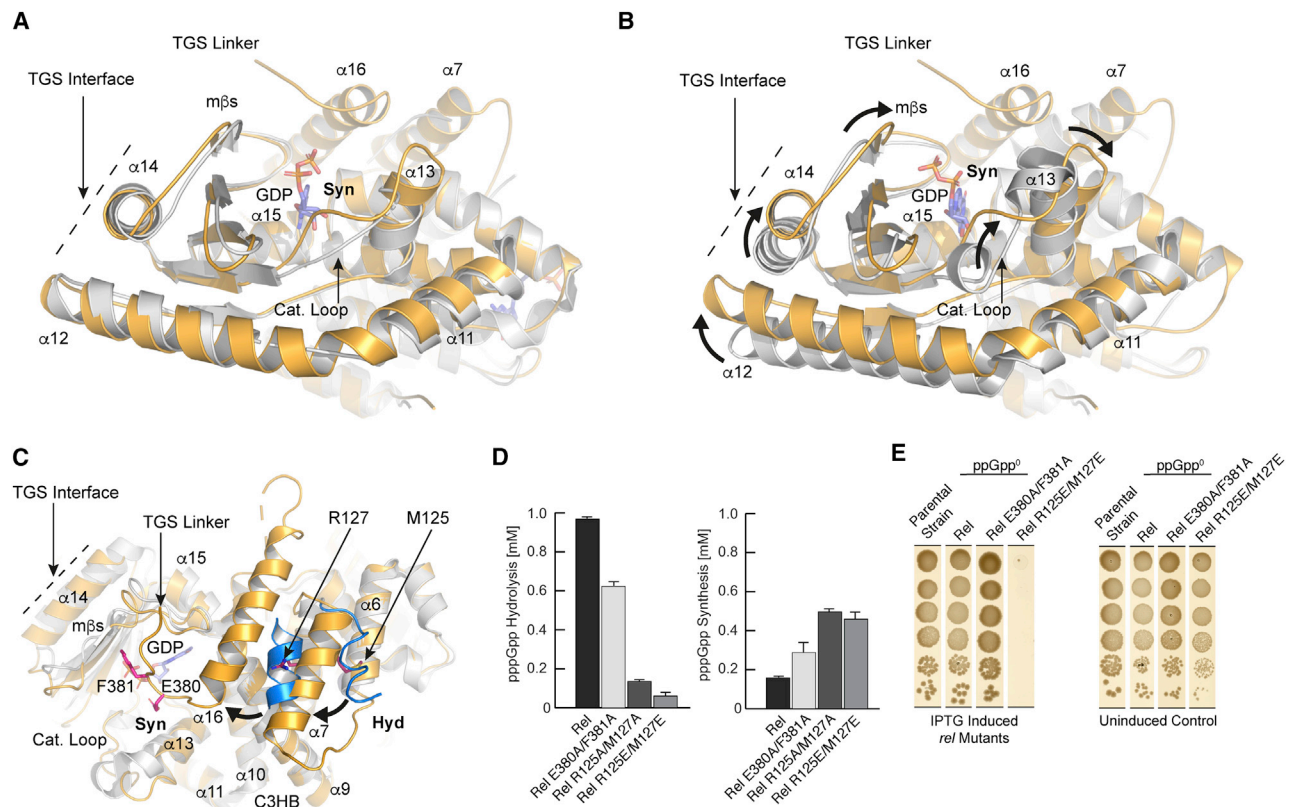 A
TGS Linker
α16
α7
TGS Interface
mβs
α14
α13
Syn
GDP
α15
Cat. Loop
α12
α11
B
TGS Linker
α16
α7
TGS Interface
mβs
α14
α13
Syn
GDP
α15
Cat. Loop
α12
α11
C
TGS Interface
TGS Linker
R127
M125
α15
α14
α6
mβs
GDP
F381
E380
Syn
α16
α7
Hyd
Cat. Loop
α13
α10
α11
C3HB
α9
D
pppGpp Hydrolysis [mM]
1.0
0.8
0.6
0.4
0.2
0
Rel
Rel E380A/F381A
Rel R125A/M127A
Rel R125E/M127E
pppGpp Synthesis [mM]
1.0
0.8
0.6
0.4
0.2
0
Rel
Rel E380A/F381A
Rel R125A/M127A
Rel R125E/M127E
E
ppGpp⁰
Parental
Strain
Rel
Rel E380A/F381A
Rel R125E/M127E
IPTG Induced
rel Mutants
ppGpp⁰
Parental
Strain
Rel
Rel E380A/F381A
Rel R125E/M127E
Uninduced Control